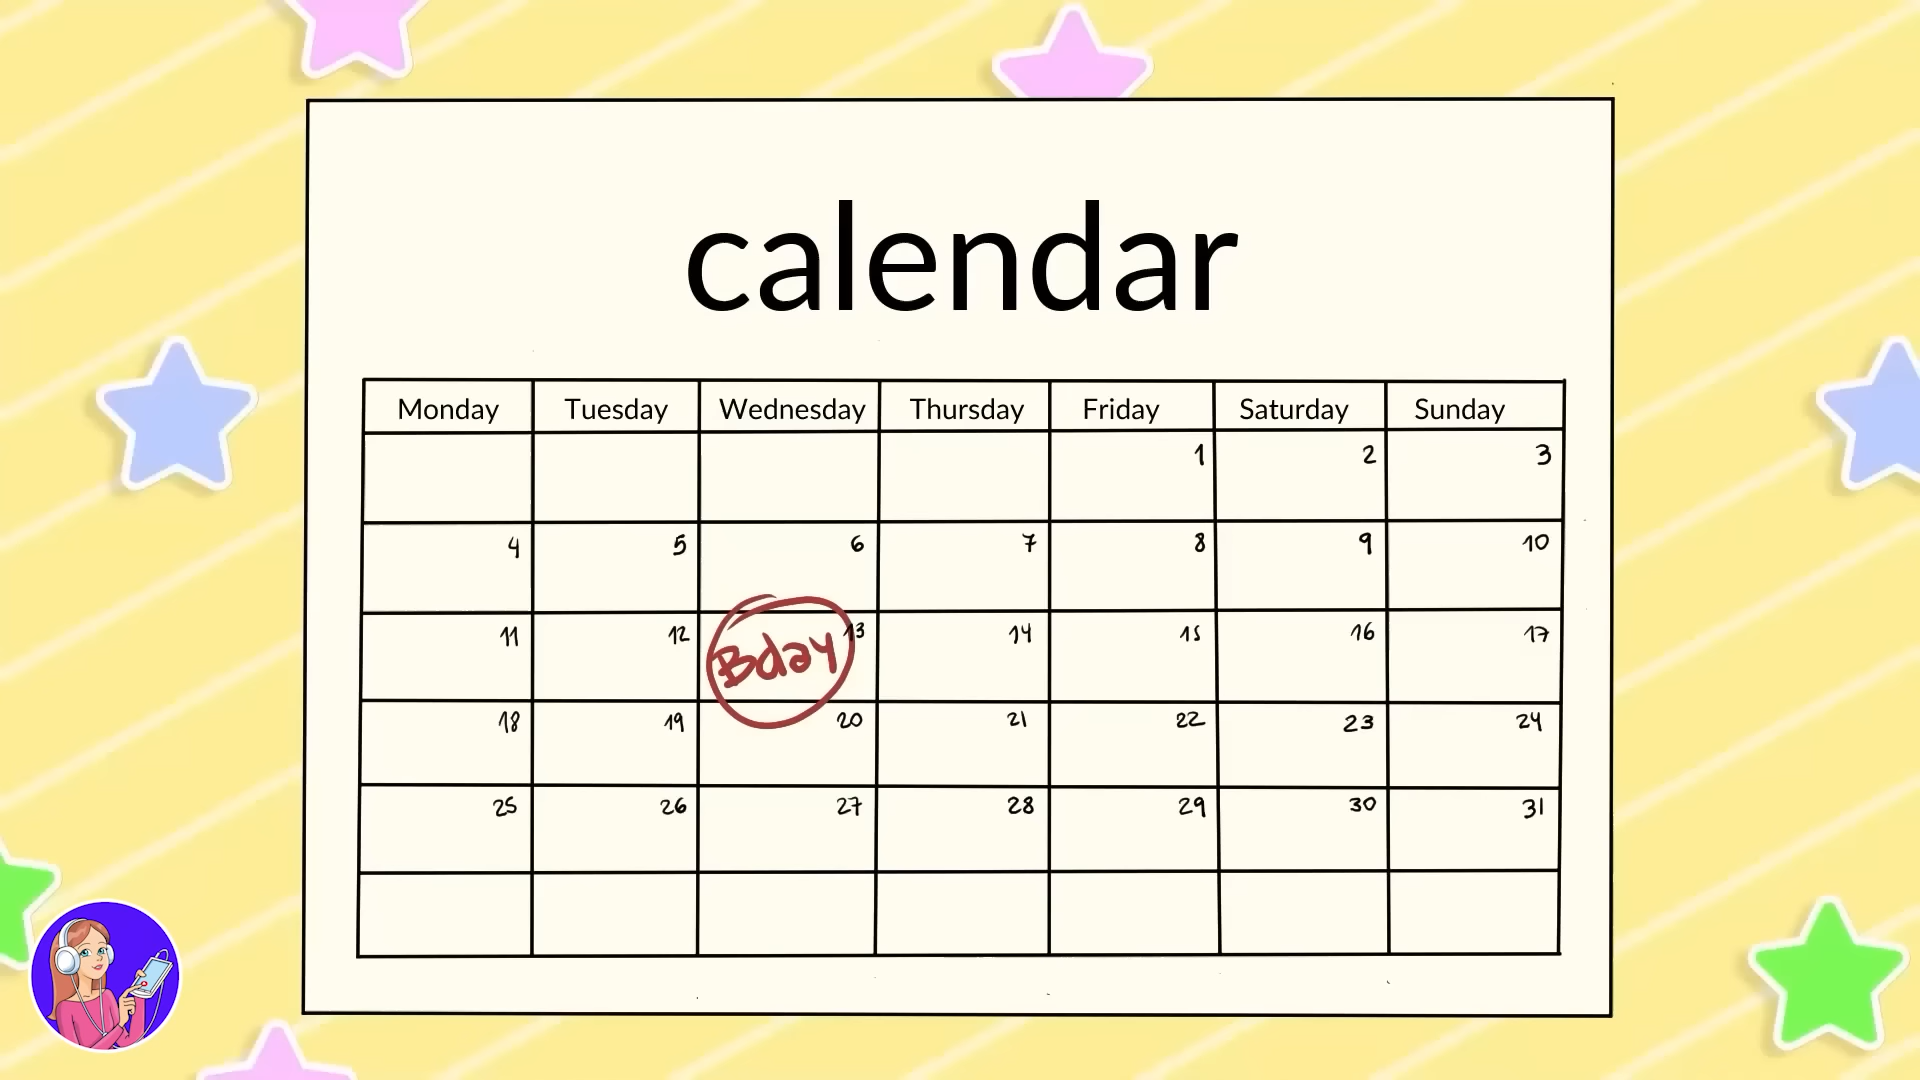 calendar
Monday Tuesday Wednesday Thursday Friday Saturday Sunday
1 2 3
4 5 6 7 8 9 10
11 12 Bday 13 14 15 16 17
18 19 20 21 22 23 24
25 26 27 28 29 30 31